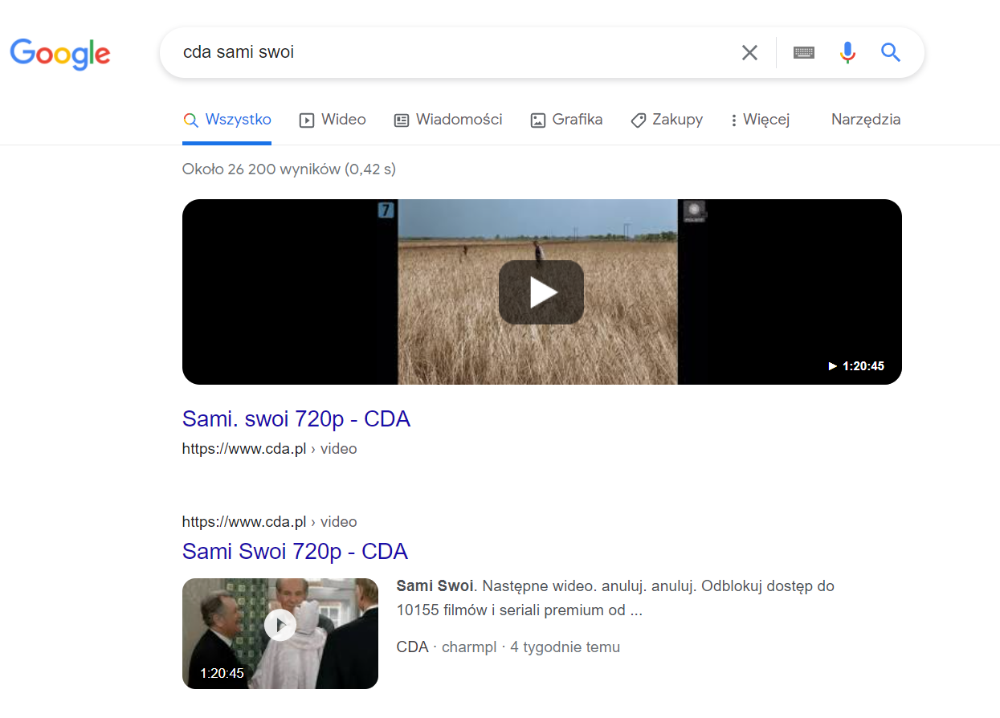 Google
cda sami swoi
Wszystko Wideo Wiadomości Grafika Zakupy Więcej Narzędzia
Około 26 200 wyników (0,42 s)
7
POLSAT
1:20:45
Sami. swoi 720p - CDA
https://www.cda.pl › video
https://www.cda.pl › video
Sami Swoi 720p - CDA
Sami Swoi. Następne wideo. anuluj. anuluj. Odblokuj dostęp do
10155 filmów i seriali premium od ...
CDA · charmpl · 4 tygodnie temu
1:20:45